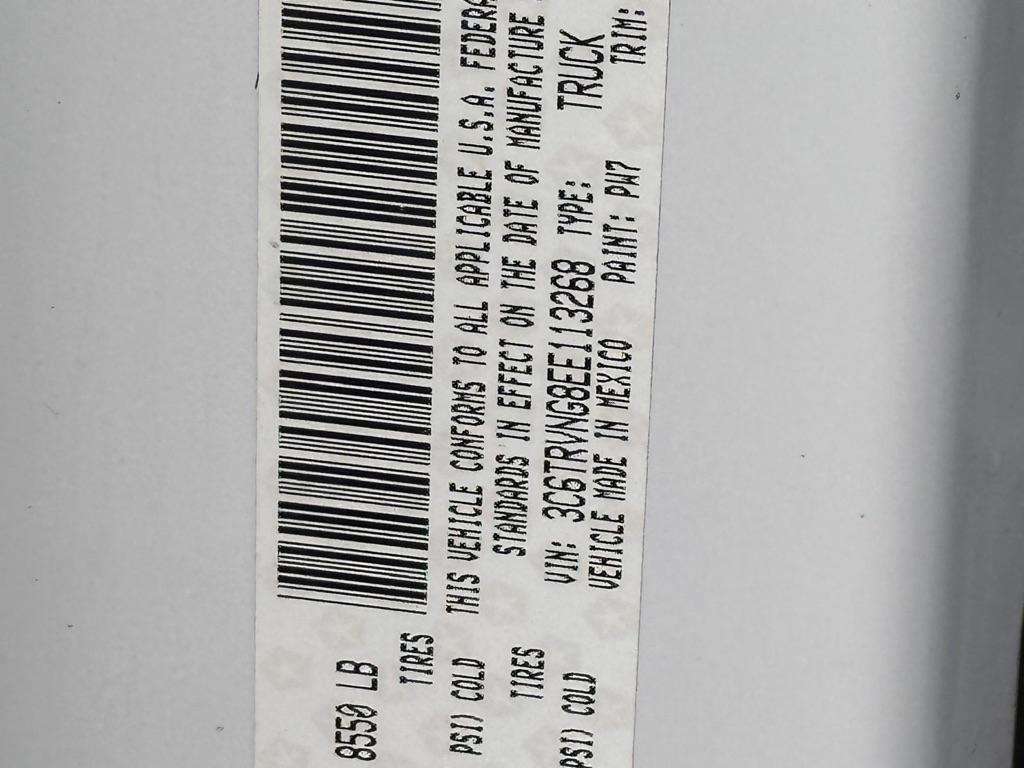 8550 LB
TIRES
PSI) COLD
TIRES
PSI) COLD
THIS VEHICLE CONFORMS TO ALL APPLICABLE U.S.A. FEDERA
STANDARDS IN EFFECT ON THE DATE OF MANUFACTURE
VIN: 3C6TRVNG8EE113268 TYPE: TRUCK
VEHICLE MADE IN MEXICO PAINT: PW7 TRIM: